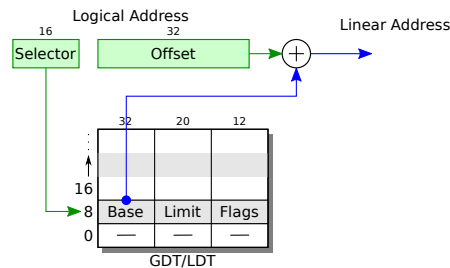 Logical Address
Linear Address
16 32
Selector Offset
32 20 12
16
8 Base Limit Flags
0
GDT/LDT